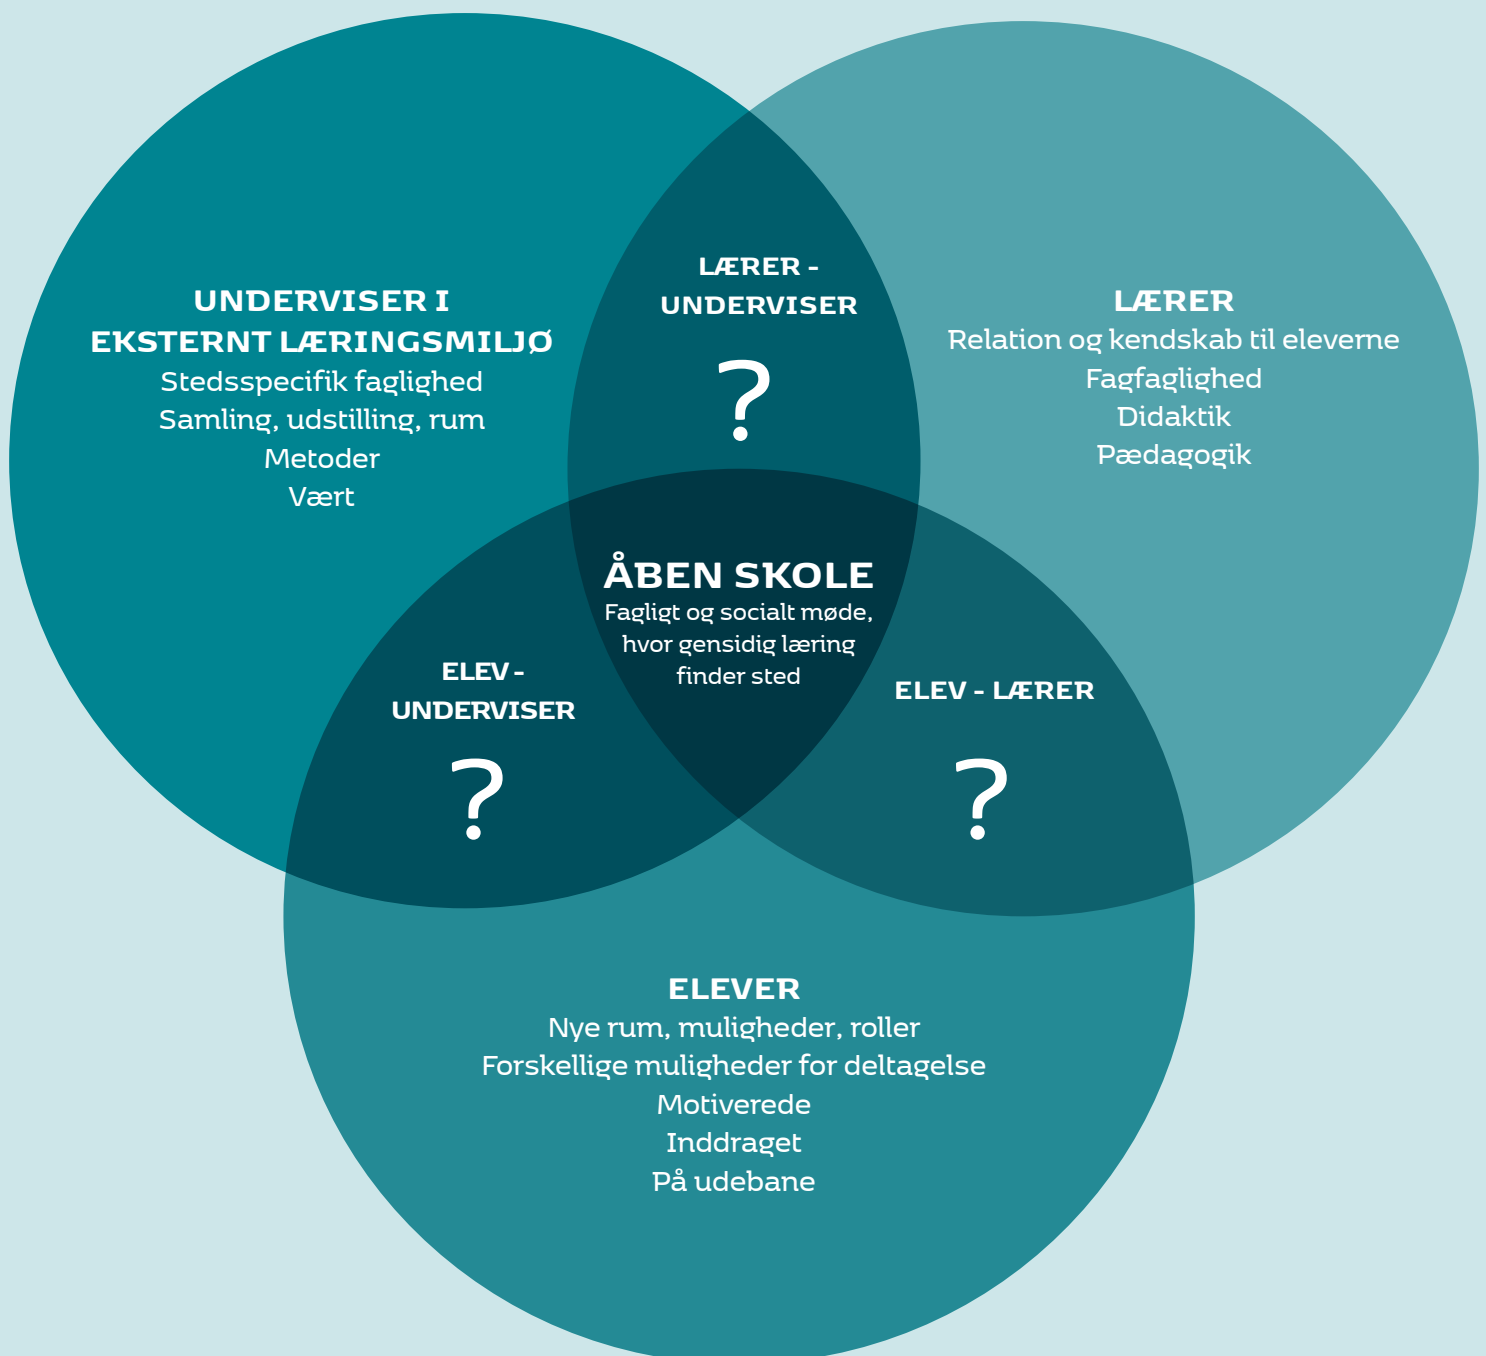 LÆRER -
UNDERVISER
?
UNDERVISER I
EKSTERNT LÆRINGSMILJØ
Stedsspecifik faglighed
Samling, udstilling, rum
Metoder
Vært
LÆRER
Relation og kendskab til eleverne
Fagfaglighed
Didaktik
Pædagogik
ÅBEN SKOLE
Fagligt og socialt møde,
hvor gensidig læring
finder sted
ELEV -
UNDERVISER
?
ELEV - LÆRER
?
ELEVER
Nye rum, muligheder, roller
Forskellige muligheder for deltagelse
Motiverede
Inddraget
På udebane